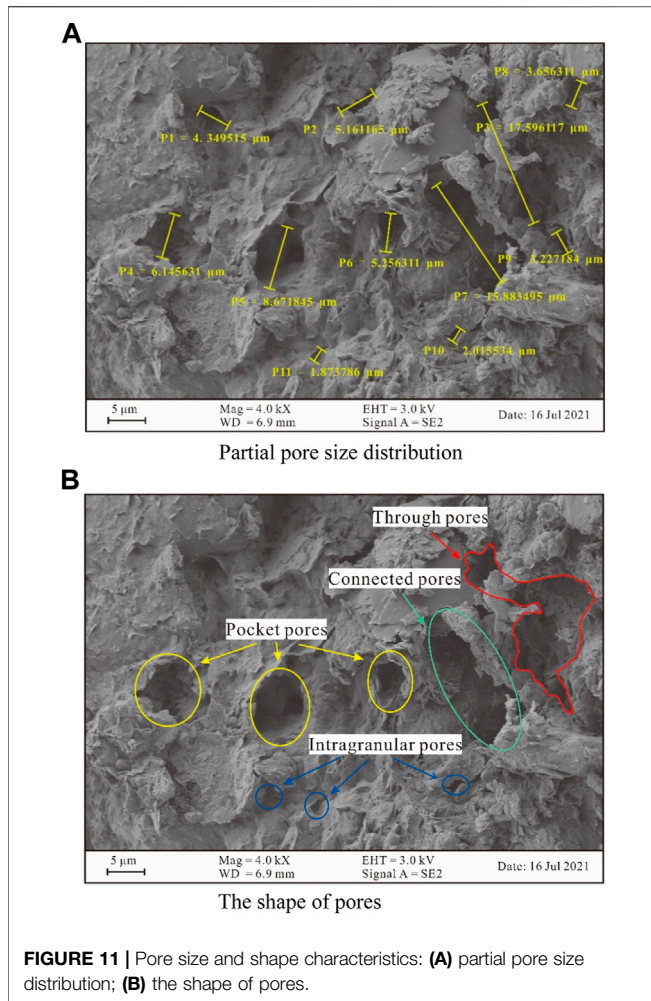 A
P8 = 3.656311 μm
P2 = 5.161165 μm
P3 = 17.596117 μm
P1 = 4.349515 μm
P6 = 5.256311 μm
P9 = 3.227184 μm
P4 = 6.145631 μm
P5 = 8.671845 μm
P7 = 15.883495 μm
P10 = 2.015534 μm
P11 = 1.873786 μm
5 μm
Mag = 4.0 kX
EHT = 3.0 kV
WD = 6.9 mm
Signal A = SE2
Date: 16 Jul 2021
Partial pore size distribution
B
Through pores
Connected pores
Pocket pores
Intragranular pores
5 μm
Mag = 4.0 kX
EHT = 3.0 kV
WD = 6.9 mm
Signal A = SE2
Date: 16 Jul 2021
The shape of pores
FIGURE 11 | Pore size and shape characteristics: (A) partial pore size
distribution; (B) the shape of pores.